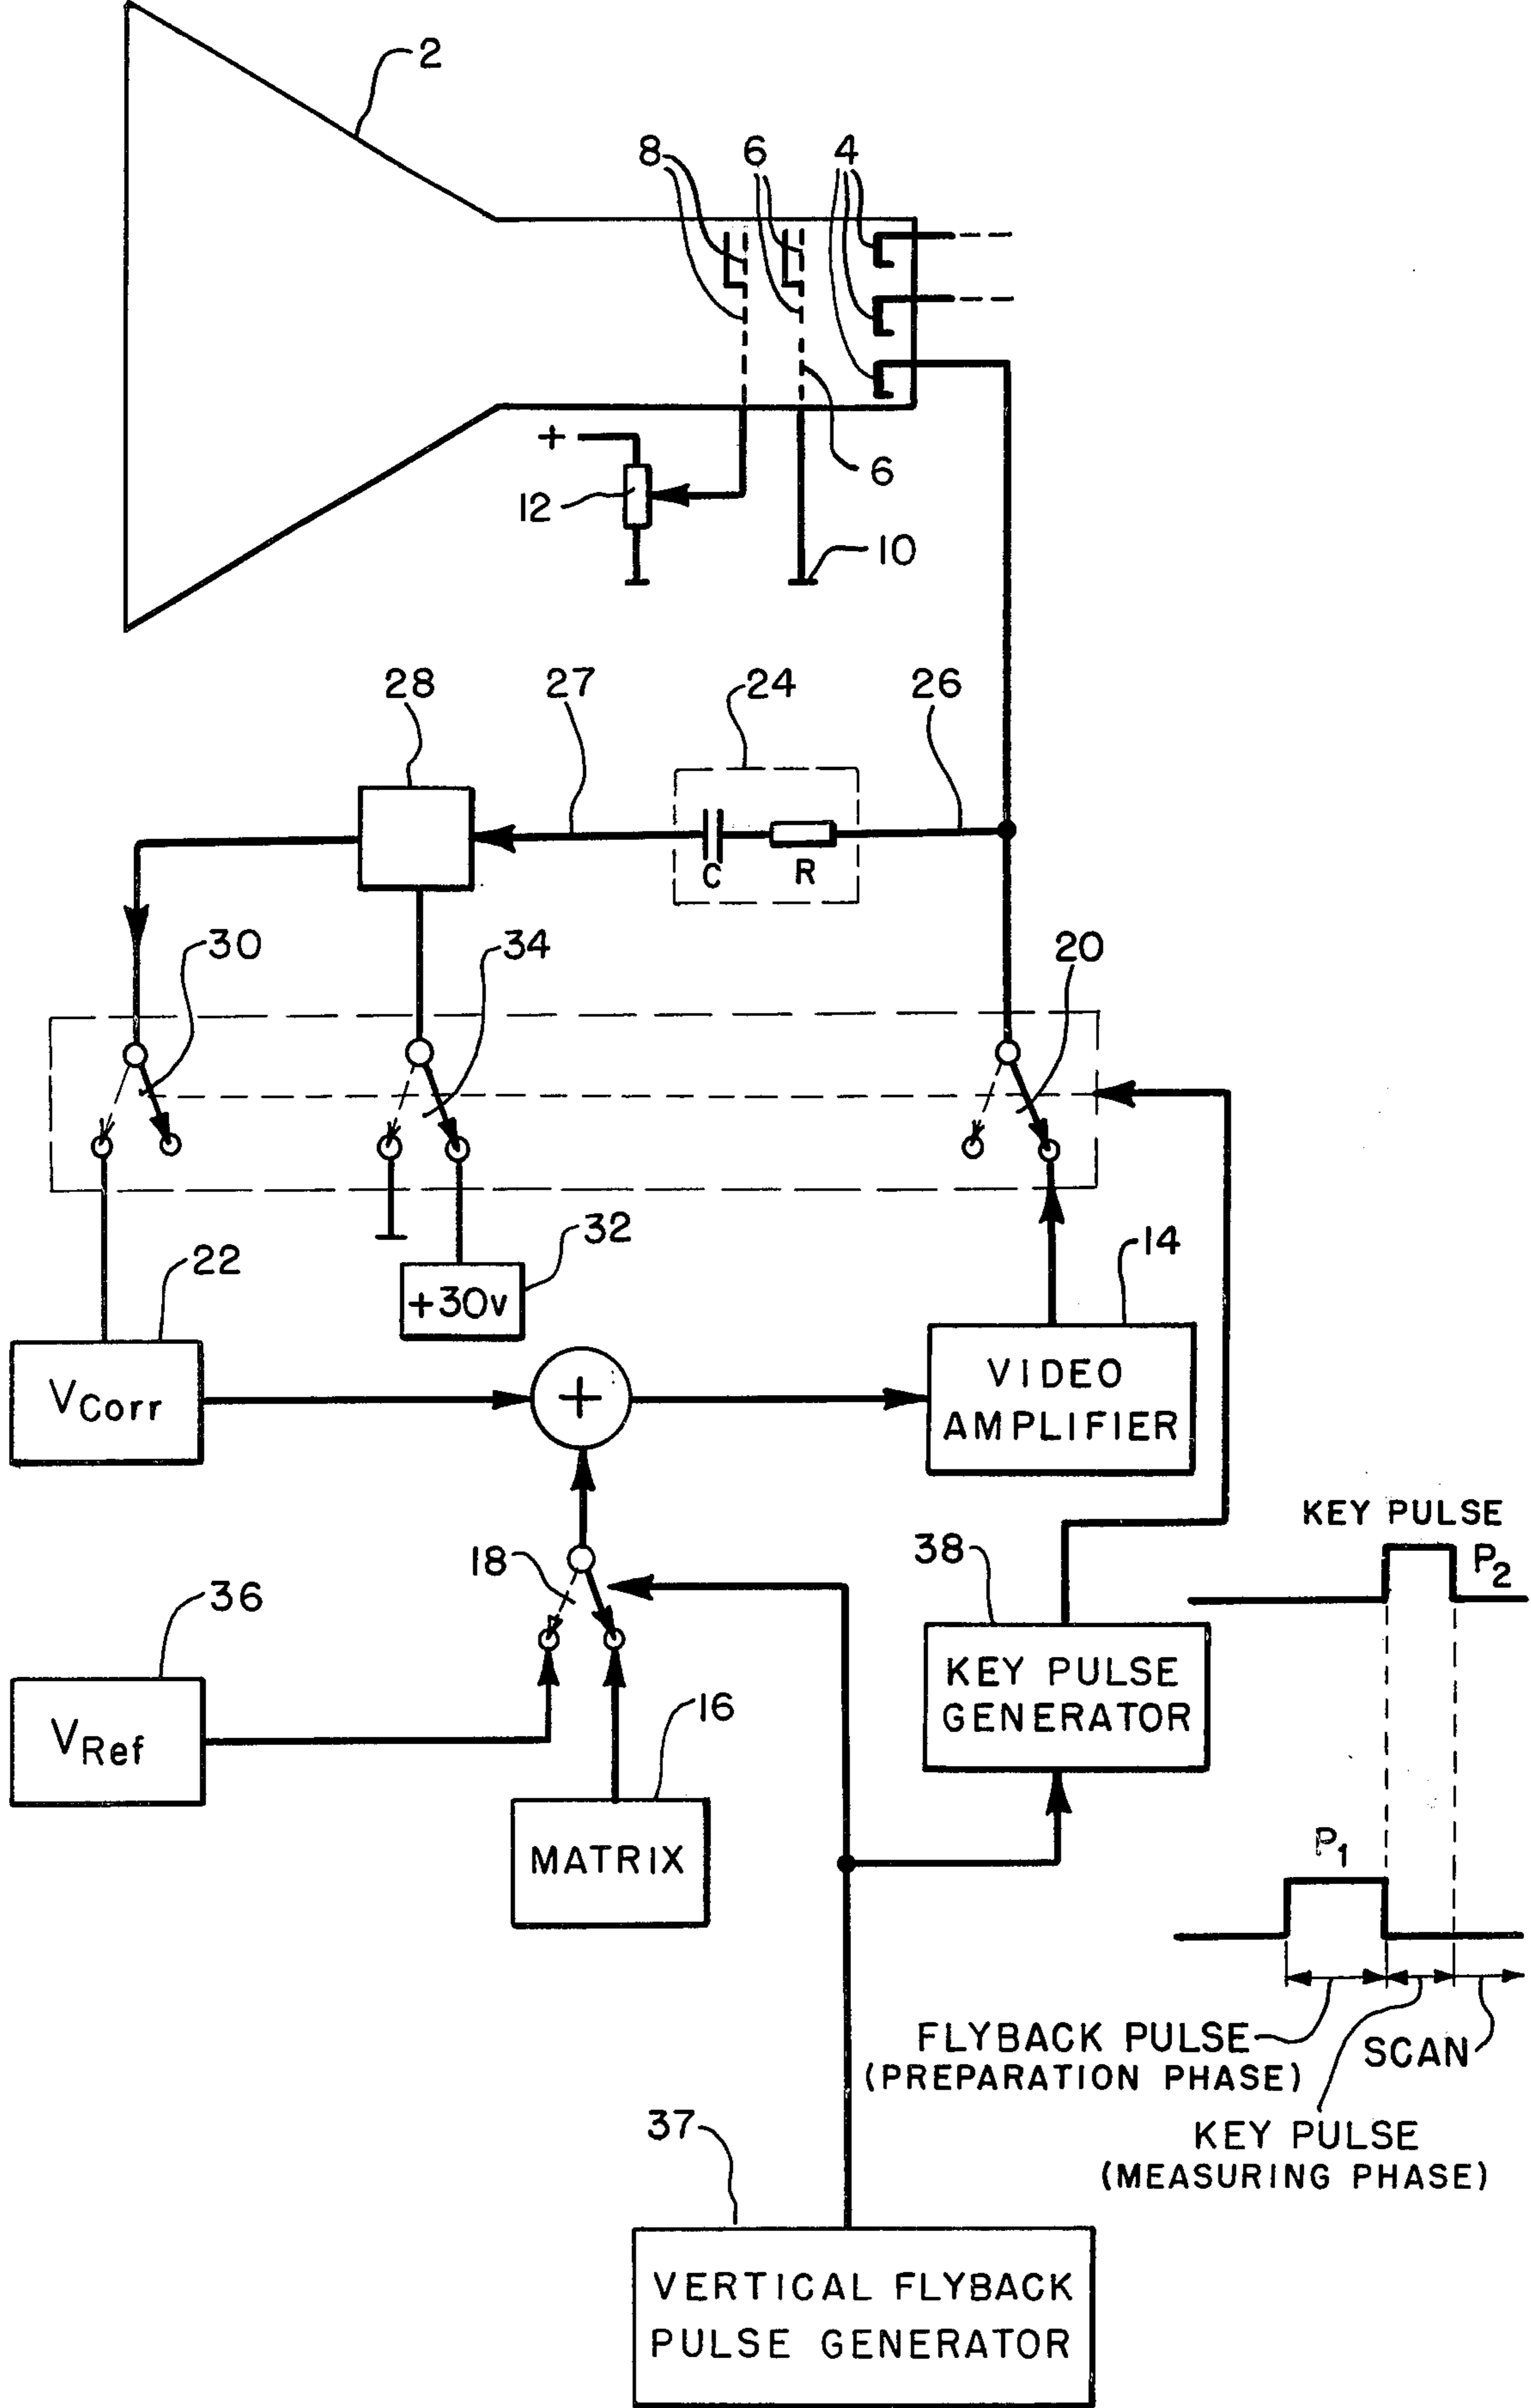 2
8 6 4
+
12
6
10
28 27 24 26
C R
30 34 20
22 32 14
+30v
VCorr + VIDEO
AMPLIFIER
KEY PULSE
P2
18 38
36
VRef
16
KEY PULSE
GENERATOR
MATRIX
P1
FLYBACK PULSE
(PREPARATION PHASE)
SCAN
KEY PULSE
(MEASURING PHASE)
37
VERTICAL FLYBACK
PULSE GENERATOR